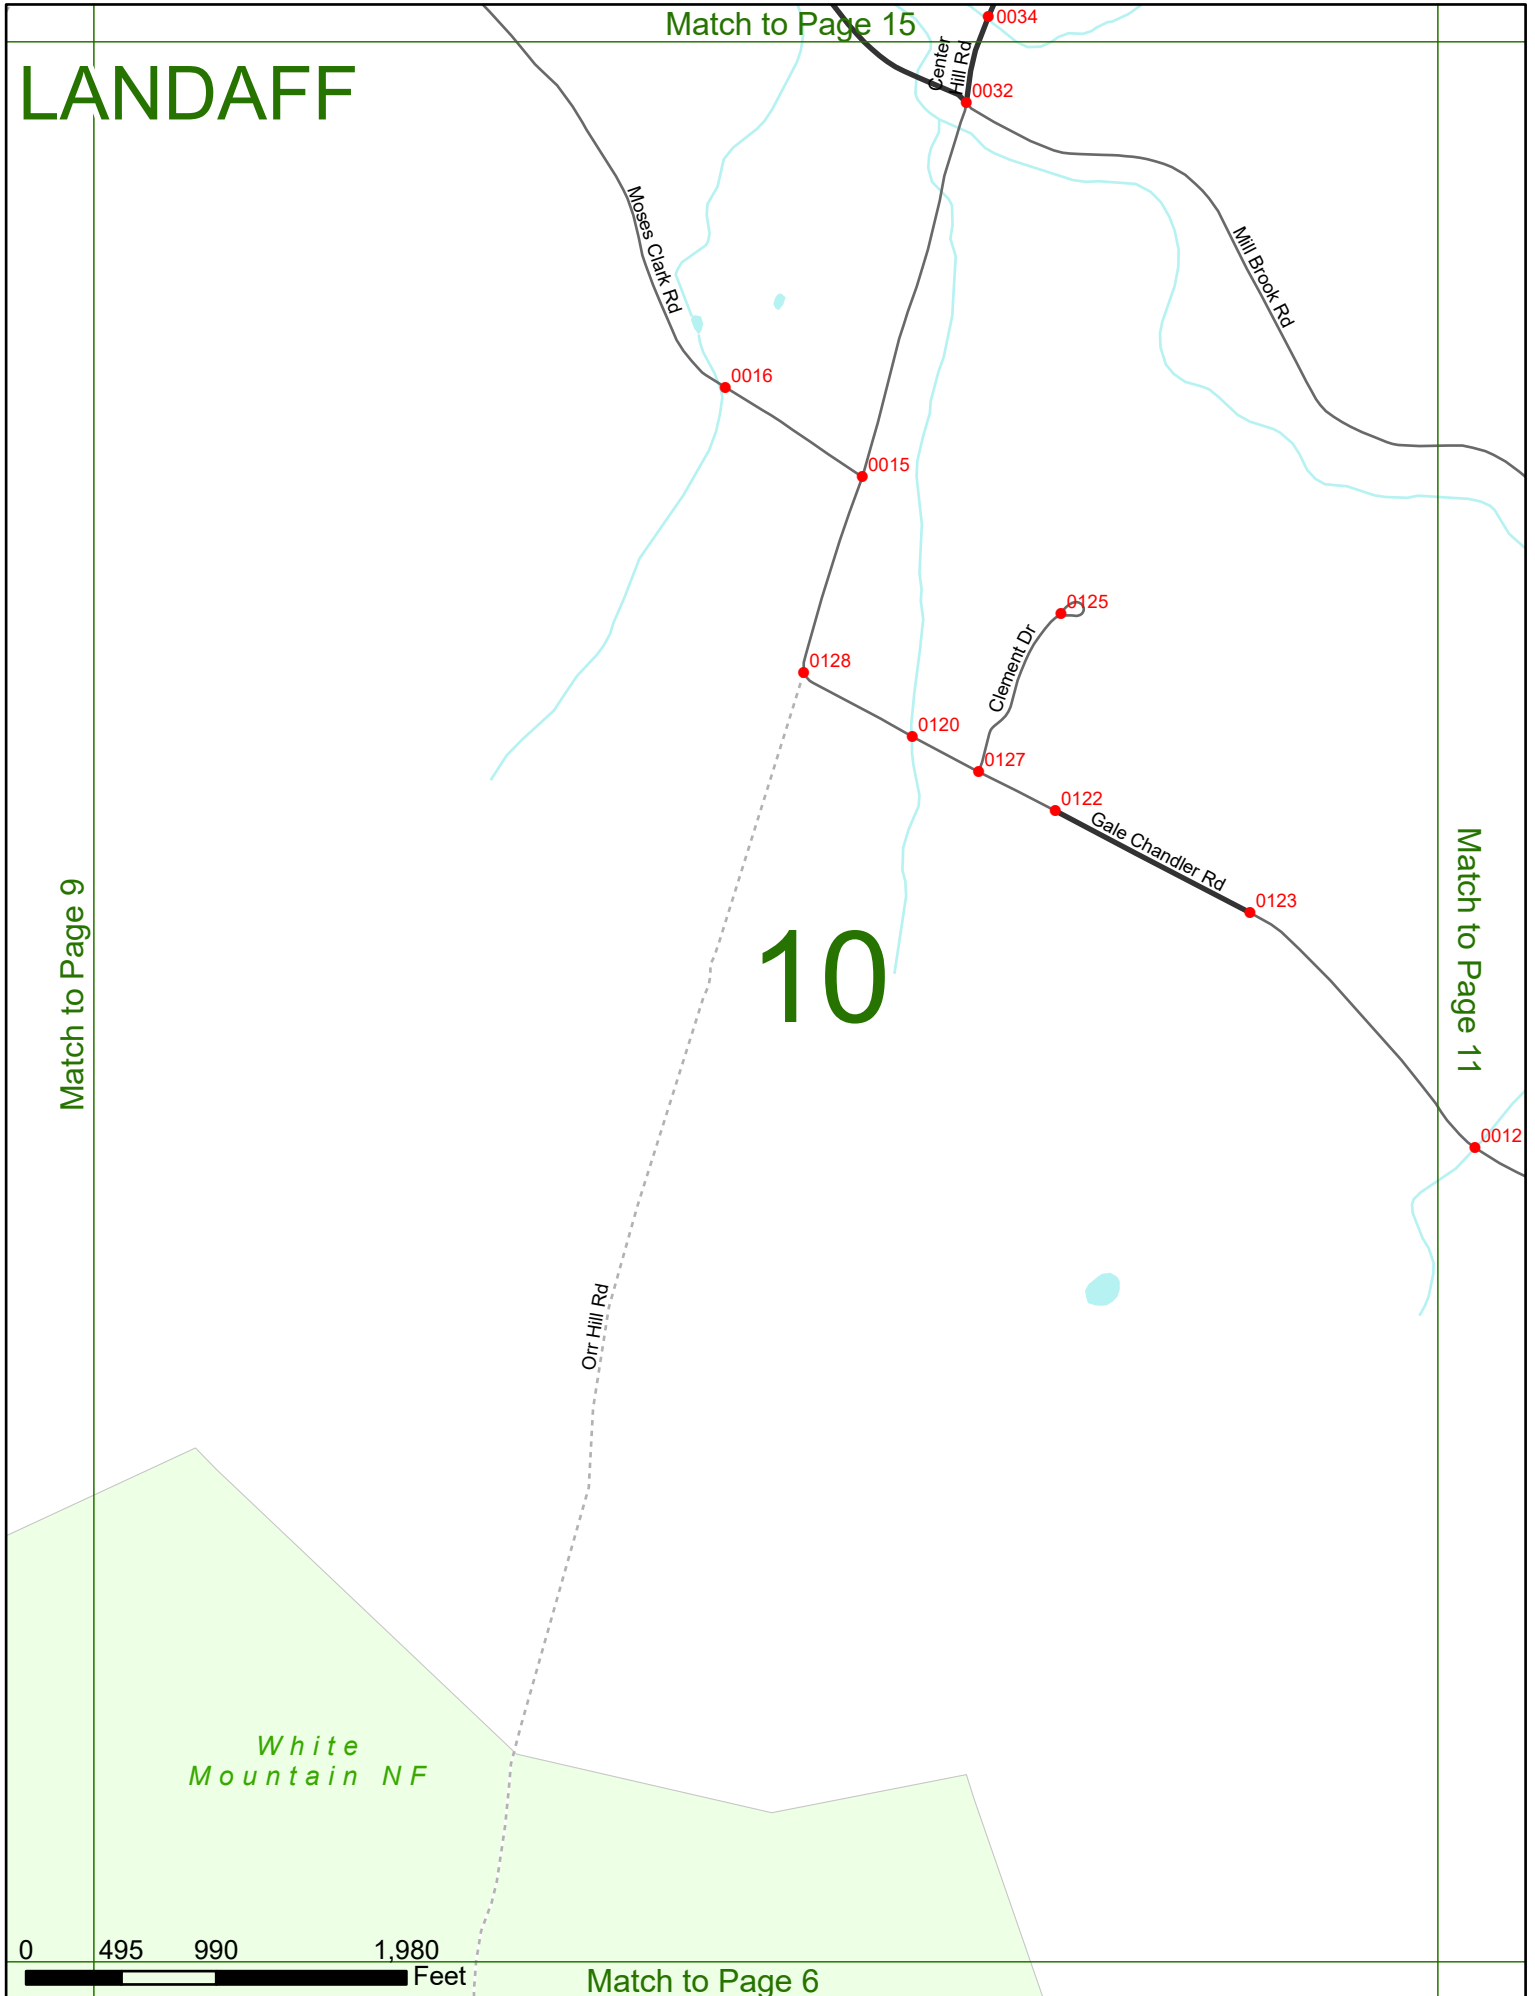 Match to Page 15
0034
LANDAFF
Center
Hill Rd
0032
Moses Clark Rd
Mill Brook Rd
0016
0015
0125
Clement Dr
0128
0120
0127
0122
Gale Chandler Rd
0123
Match to Page 9
10
Match to Page 11
0012
Orr Hill Rd
White
Mountain NF
0 495 990 1,980
Feet
Match to Page 6